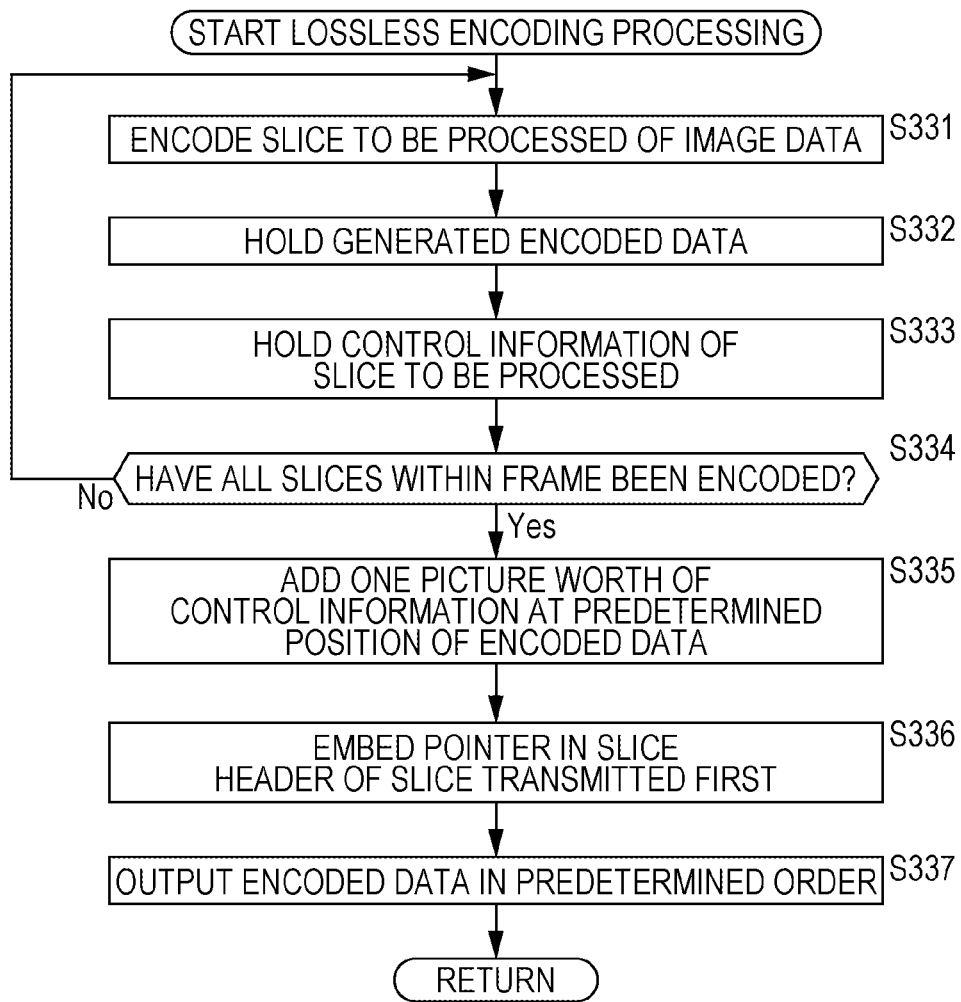 START LOSSLESS ENCODING PROCESSING
S331
ENCODE SLICE TO BE PROCESSED OF IMAGE DATA
S332
HOLD GENERATED ENCODED DATA
S333
HOLD CONTROL INFORMATION OF
SLICE TO BE PROCESSED
S334
HAVE ALL SLICES WITHIN FRAME BEEN ENCODED?
No
Yes
S335
ADD ONE PICTURE WORTH OF
CONTROL INFORMATION AT PREDETERMINED
POSITION OF ENCODED DATA
S336
EMBED POINTER IN SLICE
HEADER OF SLICE TRANSMITTED FIRST
S337
OUTPUT ENCODED DATA IN PREDETERMINED ORDER
RETURN